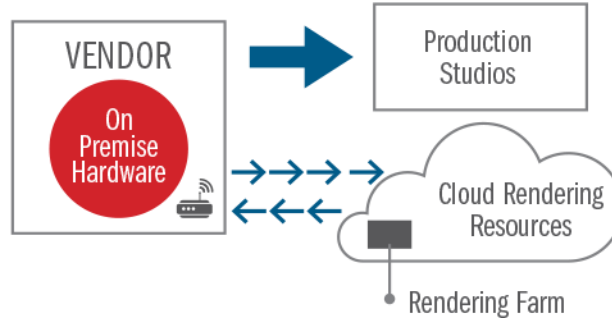 VENDOR
On
Premise
Hardware
Production
Studios
Cloud Rendering
Resources
Rendering Farm